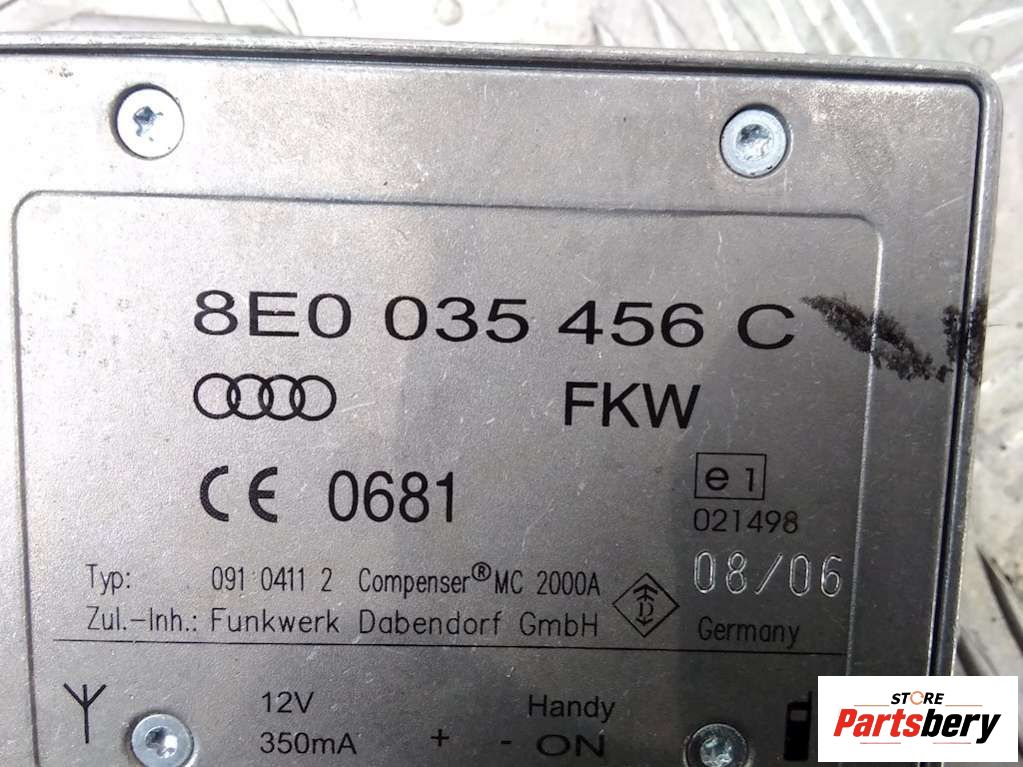 8E0 035 456 C
FKW
CE 0681
e1
021498
08/06
Typ: 091 0411 2 Compenser® MC 2000A
Zul.-Inh.: Funkwerk Dabendorf GmbH
Germany
12V Handy
350mA + - ON
STORE
Partsbery